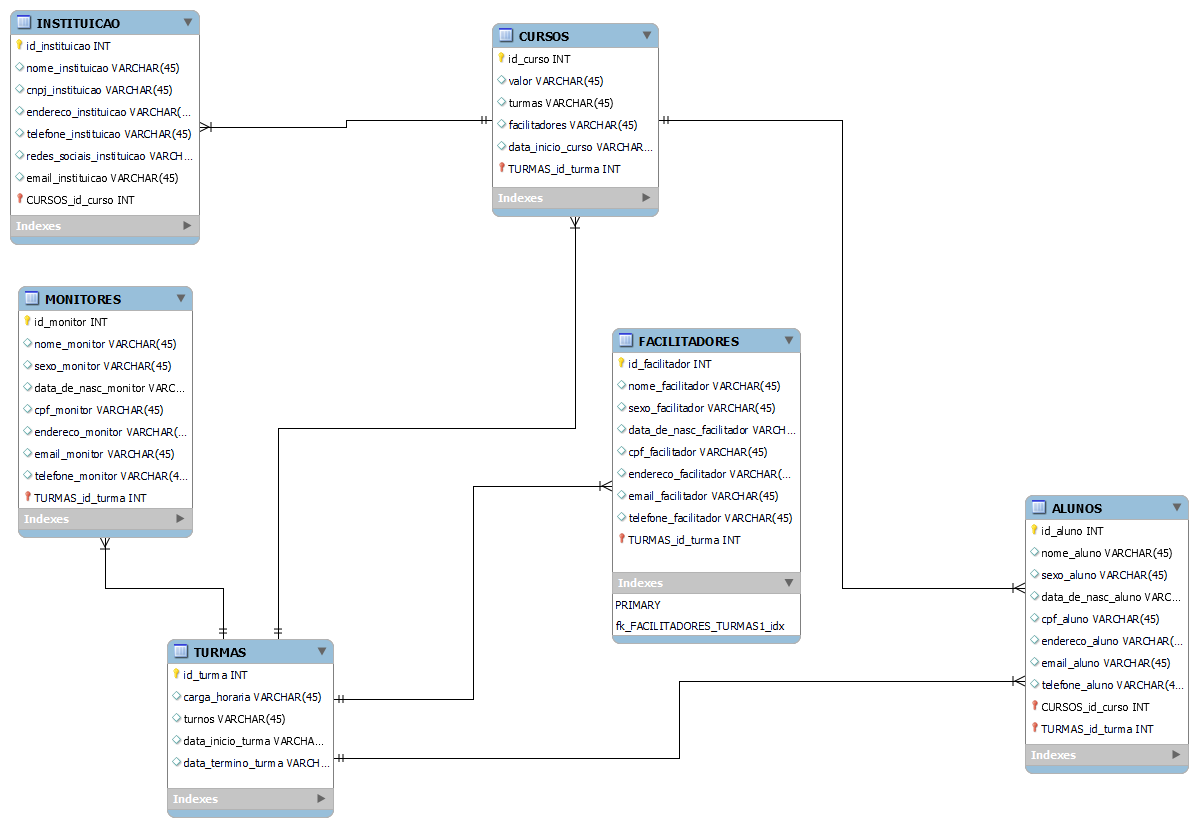 INSTITUICAO
id_instituicao INT
nome_instituicao VARCHAR(45)
cnpj_instituicao VARCHAR(45)
endereco_instituicao VARCHAR(...
telefone_instituicao VARCHAR(45)
redes_sociais_instituicao VARCH...
email_instituicao VARCHAR(45)
CURSOS_id_curso INT
Indexes
CURSOS
id_curso INT
valor VARCHAR(45)
turmas VARCHAR(45)
facilitadores VARCHAR(45)
data_inicio_curso VARCHAR...
TURMAS_id_turma INT
Indexes
MONITORES
id_monitor INT
nome_monitor VARCHAR(45)
sexo_monitor VARCHAR(45)
data_de_nasc_monitor VARC...
cpf_monitor VARCHAR(45)
endereco_monitor VARCHAR(...
email_monitor VARCHAR(45)
telefone_monitor VARCHAR(4...
TURMAS_id_turma INT
Indexes
FACILITADORES
id_facilitador INT
nome_facilitador VARCHAR(45)
sexo_facilitador VARCHAR(45)
data_de_nasc_facilitador VARCH...
cpf_facilitador VARCHAR(45)
endereco_facilitador VARCHAR(...
email_facilitador VARCHAR(45)
telefone_facilitador VARCHAR(45)
TURMAS_id_turma INT
Indexes
PRIMARY
fk_FACILITADORES_TURMAS1_idx
ALUNOS
id_aluno INT
nome_aluno VARCHAR(45)
sexo_aluno VARCHAR(45)
data_de_nasc_aluno VARC...
cpf_aluno VARCHAR(45)
endereco_aluno VARCHAR(...
email_aluno VARCHAR(45)
telefone_aluno VARCHAR(4...
CURSOS_id_curso INT
TURMAS_id_turma INT
Indexes
TURMAS
id_turma INT
carga_horaria VARCHAR(45)
turnos VARCHAR(45)
data_inicio_turma VARCHA...
data_termino_turma VARCH...
Indexes